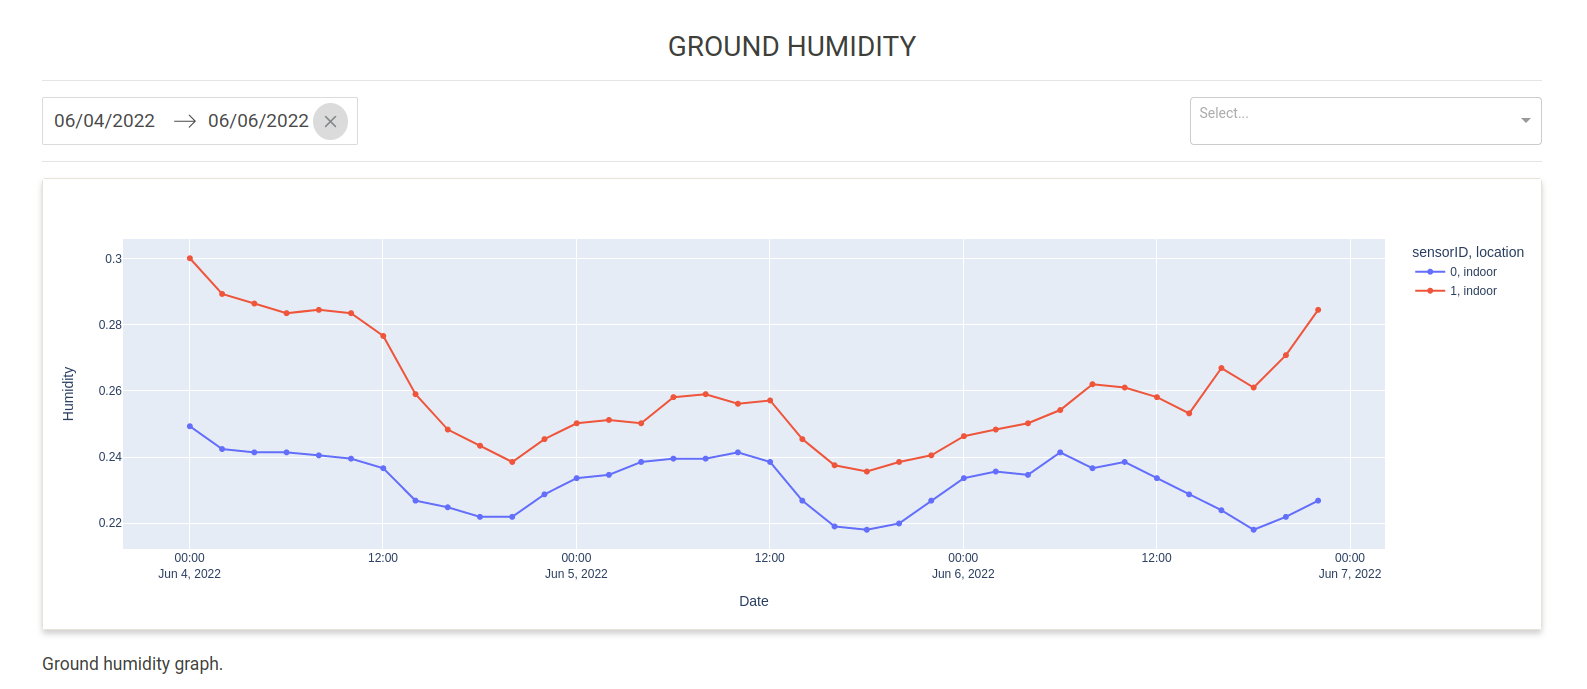 GROUND HUMIDITY
06/04/2022 → 06/06/2022
Select...
sensorID, location
0, indoor
1, indoor
0.3
0.28
0.26
0.24
0.22
Humidity
00:00 12:00 00:00 12:00 00:00 12:00 00:00
Jun 4, 2022 Jun 5, 2022 Jun 6, 2022 Jun 7, 2022
Date
Ground humidity graph.